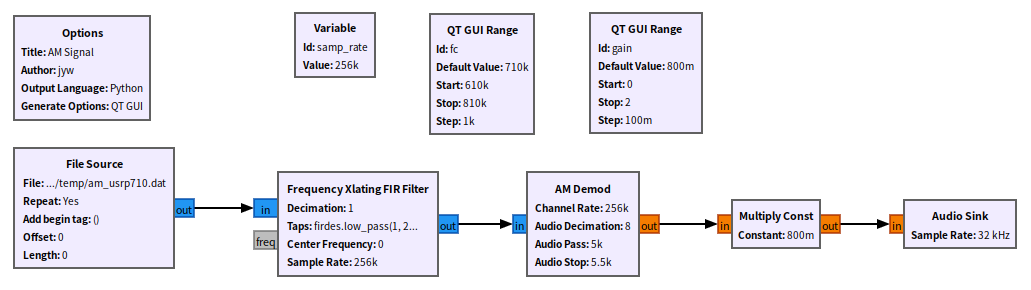 Options
Title: AM Signal
Author: jyw
Output Language: Python
Generate Options: QT GUI
Variable
Id: samp_rate
Value: 256k
QT GUI Range
Id: fc
Default Value: 710k
Start: 610k
Stop: 810k
Step: 1k
QT GUI Range
Id: gain
Default Value: 800m
Start: 0
Stop: 2
Step: 100m
File Source
File: .../temp/am_usrp710.dat
Repeat: Yes
Add begin tag: ()
Offset: 0
Length: 0
out
in
freq
Frequency Xlating FIR Filter
Decimation: 1
Taps: firdes.low_pass(1, 2...
Center Frequency: 0
Sample Rate: 256k
out
in
AM Demod
Channel Rate: 256k
Audio Decimation: 8
Audio Pass: 5k
Audio Stop: 5.5k
out
in
Multiply Const
Constant: 800m
out
in
Audio Sink
Sample Rate: 32 kHz